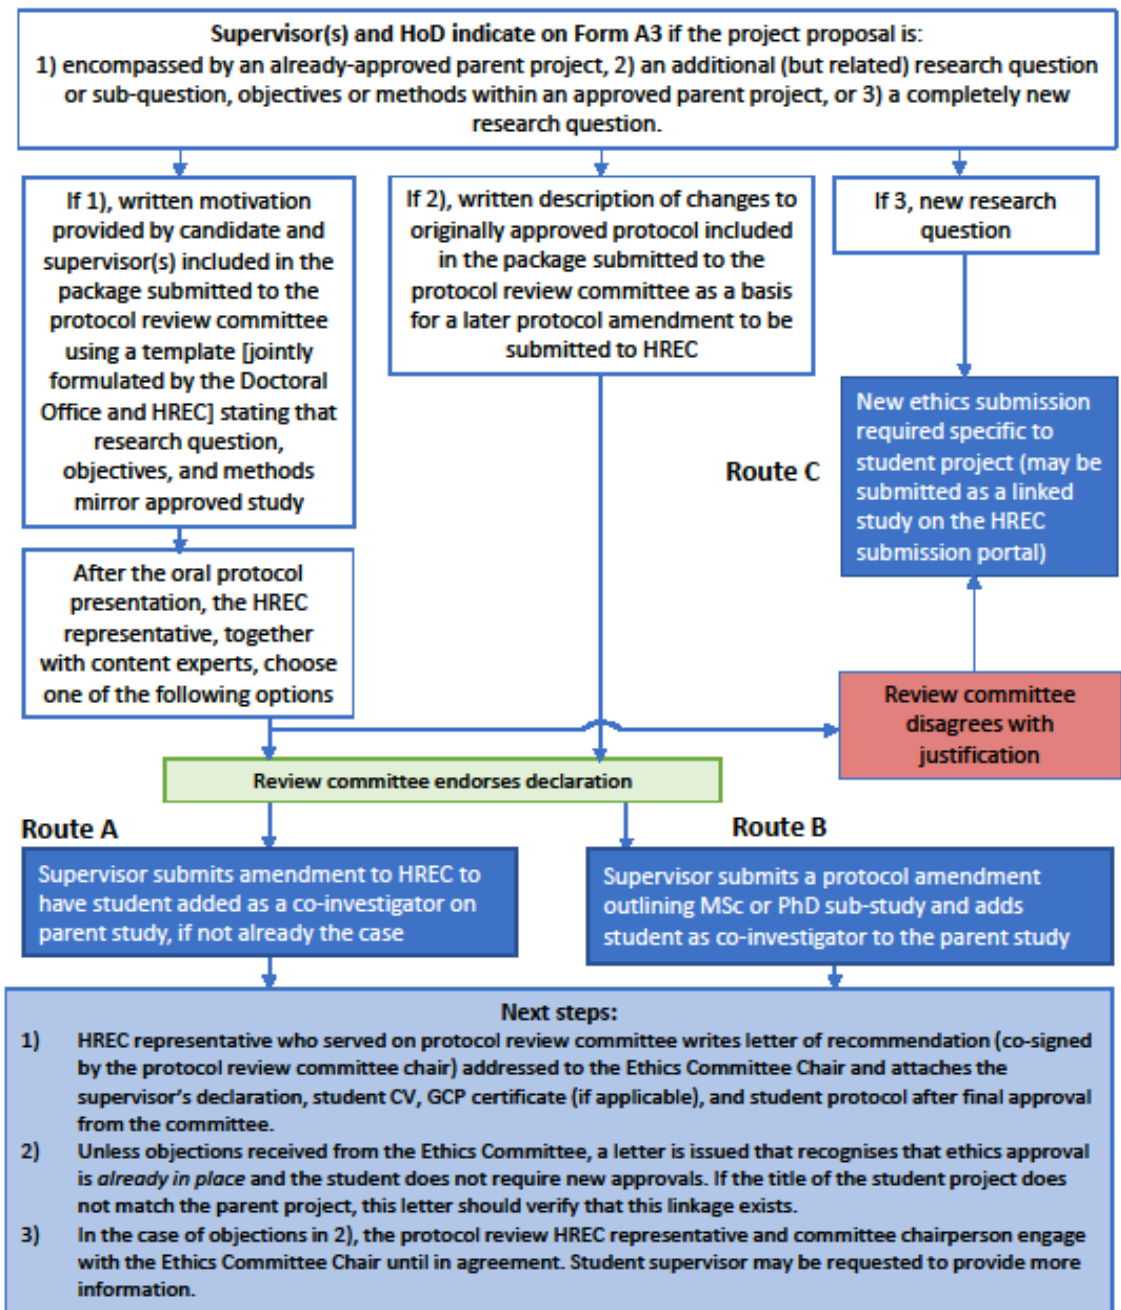 Supervisor(s) and HoD indicate on Form A3 if the project proposal is:
1) encompassed by an already-approved parent project, 2) an additional (but related) research question
or sub-question, objectives or methods within an approved parent project, or 3) a completely new
research question.
If 1), written motivation
provided by candidate and
supervisor(s) included in the
package submitted to the
protocol review committee
using a template [jointly
formulated by the Doctoral
Office and HREC] stating that
research question,
objectives, and methods
mirror approved study
If 2), written description of changes to
originally approved protocol included
in the package submitted to the
protocol review committee as a basis
for a later protocol amendment to be
submitted to HREC
If 3, new research
question
Route C
New ethics submission
required specific to
student project (may be
submitted as a linked
study on the HREC
submission portal)
After the oral protocol
presentation, the HREC
representative, together
with content experts, choose
one of the following options
Review committee
disagrees with
justification
Review committee endorses declaration
Route A
Route B
Supervisor submits amendment to HREC to
have student added as a co-investigator on
parent study, if not already the case
Supervisor submits a protocol amendment
outlining MSc or PhD sub-study and adds
student as co-investigator to the parent study
Next steps:
1) HREC representative who served on protocol review committee writes letter of recommendation (co-signed
by the protocol review committee chair) addressed to the Ethics Committee Chair and attaches the
supervisor's declaration, student CV, GCP certificate (if applicable), and student protocol after final approval
from the committee.
2) Unless objections received from the Ethics Committee, a letter is issued that recognises that ethics approval
is already in place and the student does not require new approvals. If the title of the student project does
not match the parent project, this letter should verify that this linkage exists.
3) In the case of objections in 2), the protocol review HREC representative and committee chairperson engage
with the Ethics Committee Chair until in agreement. Student supervisor may be requested to provide more
information.